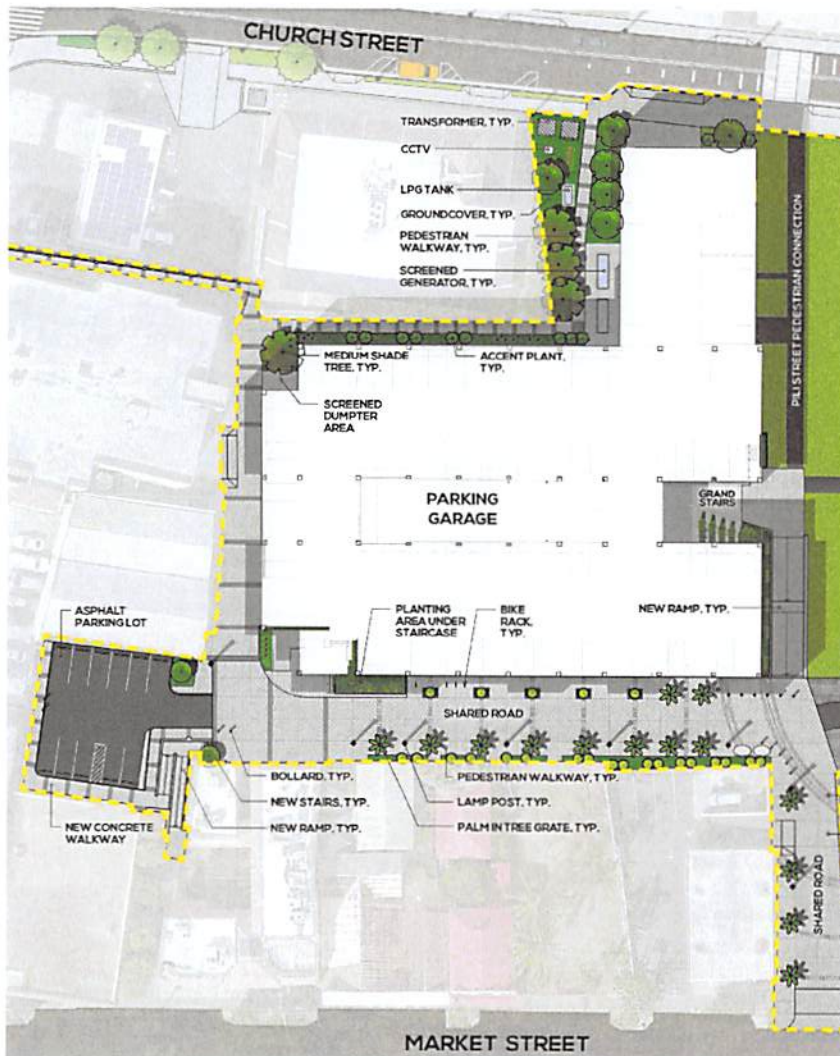 CHURCH STREET
TRANSFORMER, TYP.
CCTV
LPG TANK
GROUNDCOVER, TYP.
PEDESTRIAN
WALKWAY, TYP.
SCREENED
GENERATOR, TYP.
PILI STREET PEDESTRIAN CONNECTION
MEDIUM SHADE
TREE, TYP.
ACCENT PLANT,
TYP.
SCREENED
DUMPTER
AREA
PARKING
GARAGE
GRAND
STAIRS
ASPHALT
PARKING LOT
PLANTING
AREA UNDER
STAIRCASE
BIKE
RACK,
TYP.
NEW RAMP, TYP.
SHARED ROAD
BOLLARD, TYP.
NEW STAIRS, TYP.
NEW RAMP, TYP.
PEDESTRIAN WALKWAY, TYP.
LAMP POST, TYP.
PALM IN TREE GRATE, TYP.
NEW CONCRETE
WALKWAY
SHARED ROAD
MARKET STREET